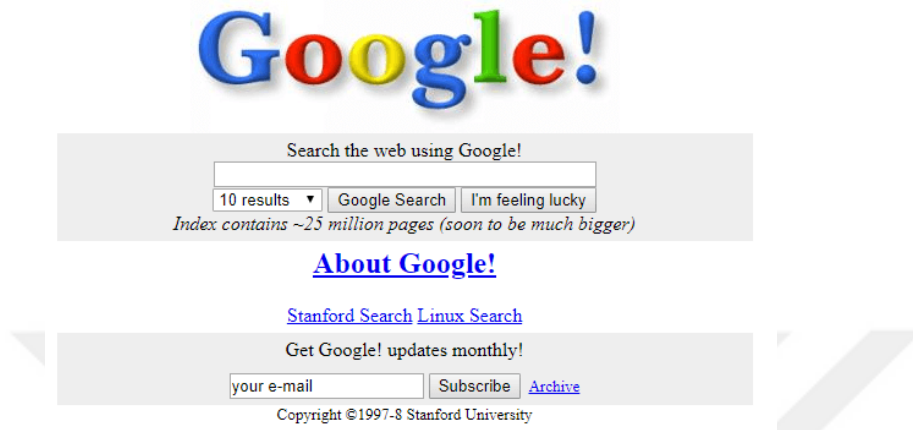 Google!
Search the web using Google!
10 results ▼ Google Search I'm feeling lucky
Index contains ~25 million pages (soon to be much bigger)
About Google!
Stanford Search Linux Search
Get Google! updates monthly!
your e-mail Subscribe Archive
Copyright ©1997-8 Stanford University